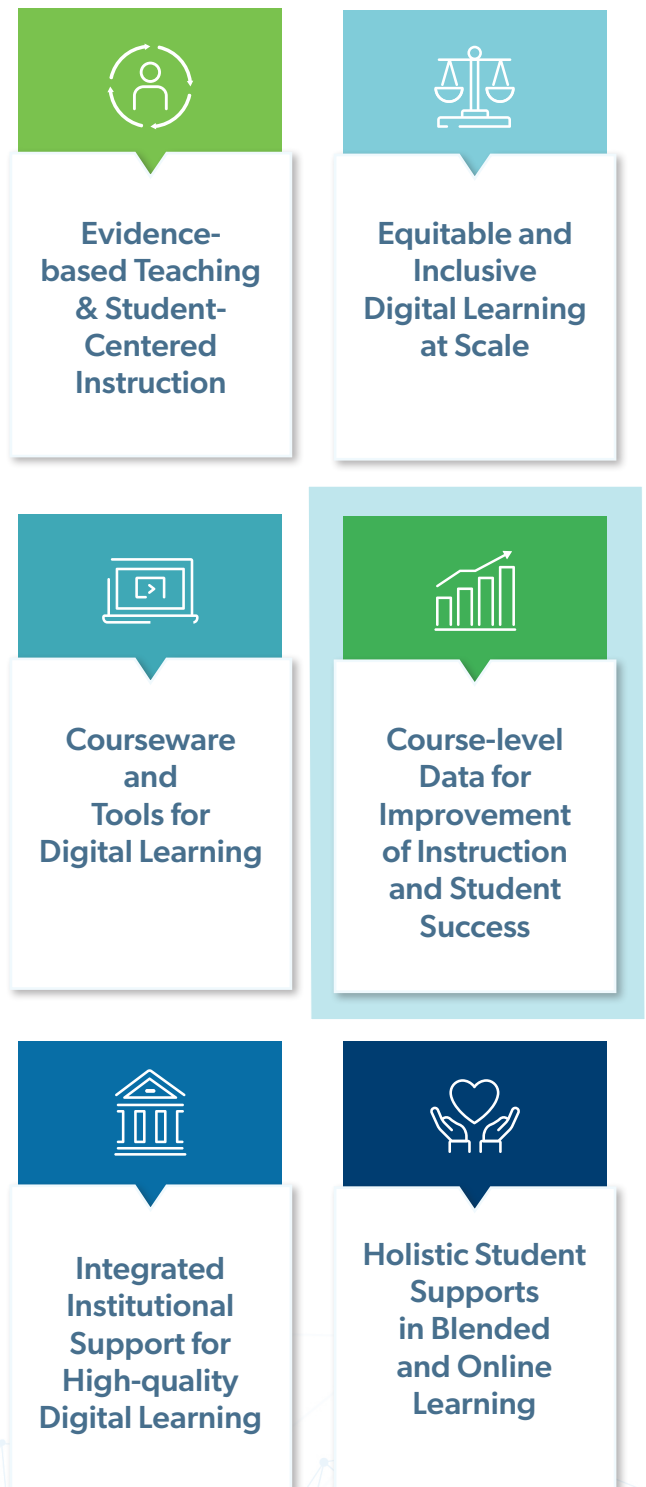 Evidence-
based Teaching
& Student-
Centered
Instruction
Equitable and
Inclusive
Digital Learning
at Scale
Courseware
and
Tools for
Digital Learning
Course-level
Data for
Improvement
of Instruction
and Student
Success
Integrated
Institutional
Support for
High-quality
Digital Learning
Holistic Student
Supports
in Blended
and Online
Learning